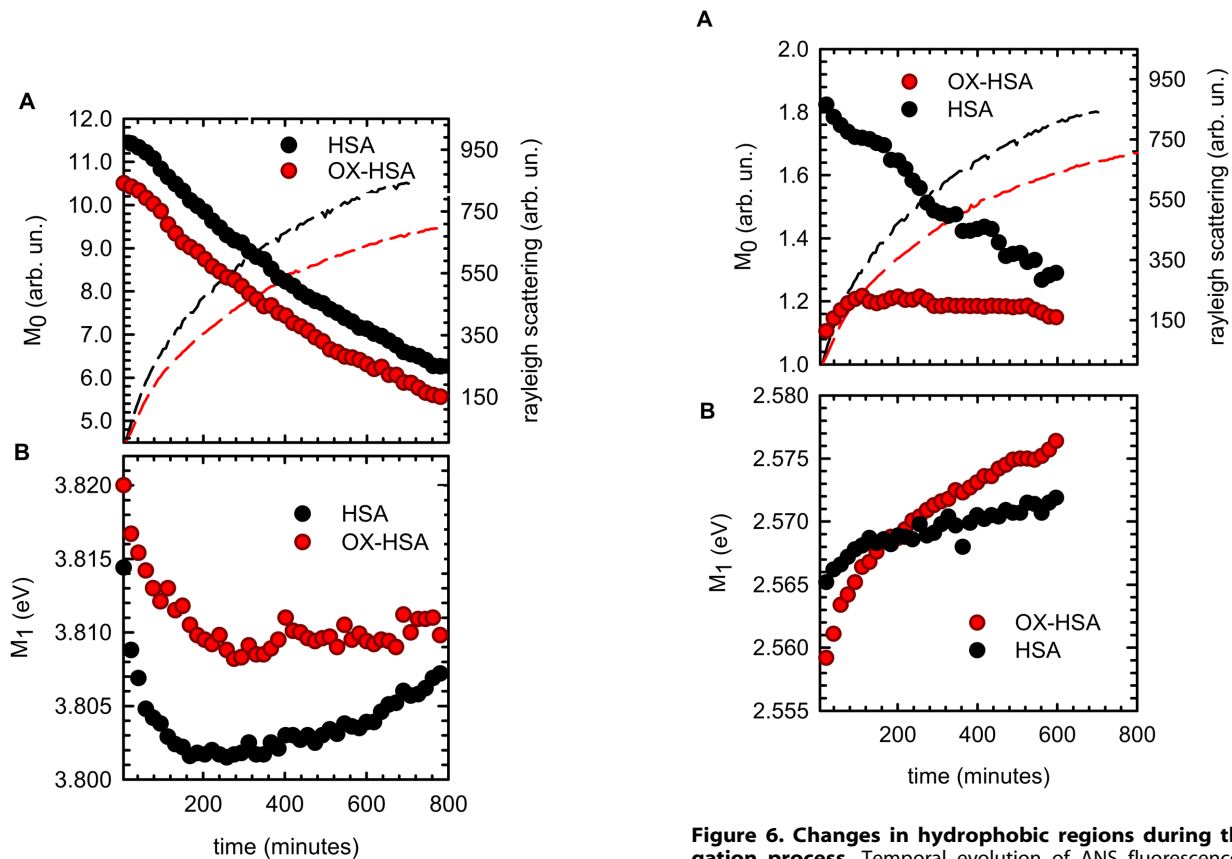 A
12.0
11.0
10.0
9.0
8.0
7.0
6.0
5.0
M0 (arb. un.)
HSA
OX-HSA
950
750
550
350
150
rayleigh scattering (arb. un.)
B
3.820
3.815
3.810
3.805
3.800
M1 (eV)
HSA
OX-HSA
200 400 600 800
time (minutes)
A
2.0
1.8
1.6
1.4
1.2
1.0
M0 (arb. un.)
OX-HSA
HSA
950
750
550
350
150
rayleigh scattering (arb. un.)
B
2.580
2.575
2.570
2.565
2.560
2.555
M1 (eV)
OX-HSA
HSA
200 400 600 800
time (minutes)
Figure 6. Changes in hydrophobic regions during
gation process. Temporal evolution of ANS